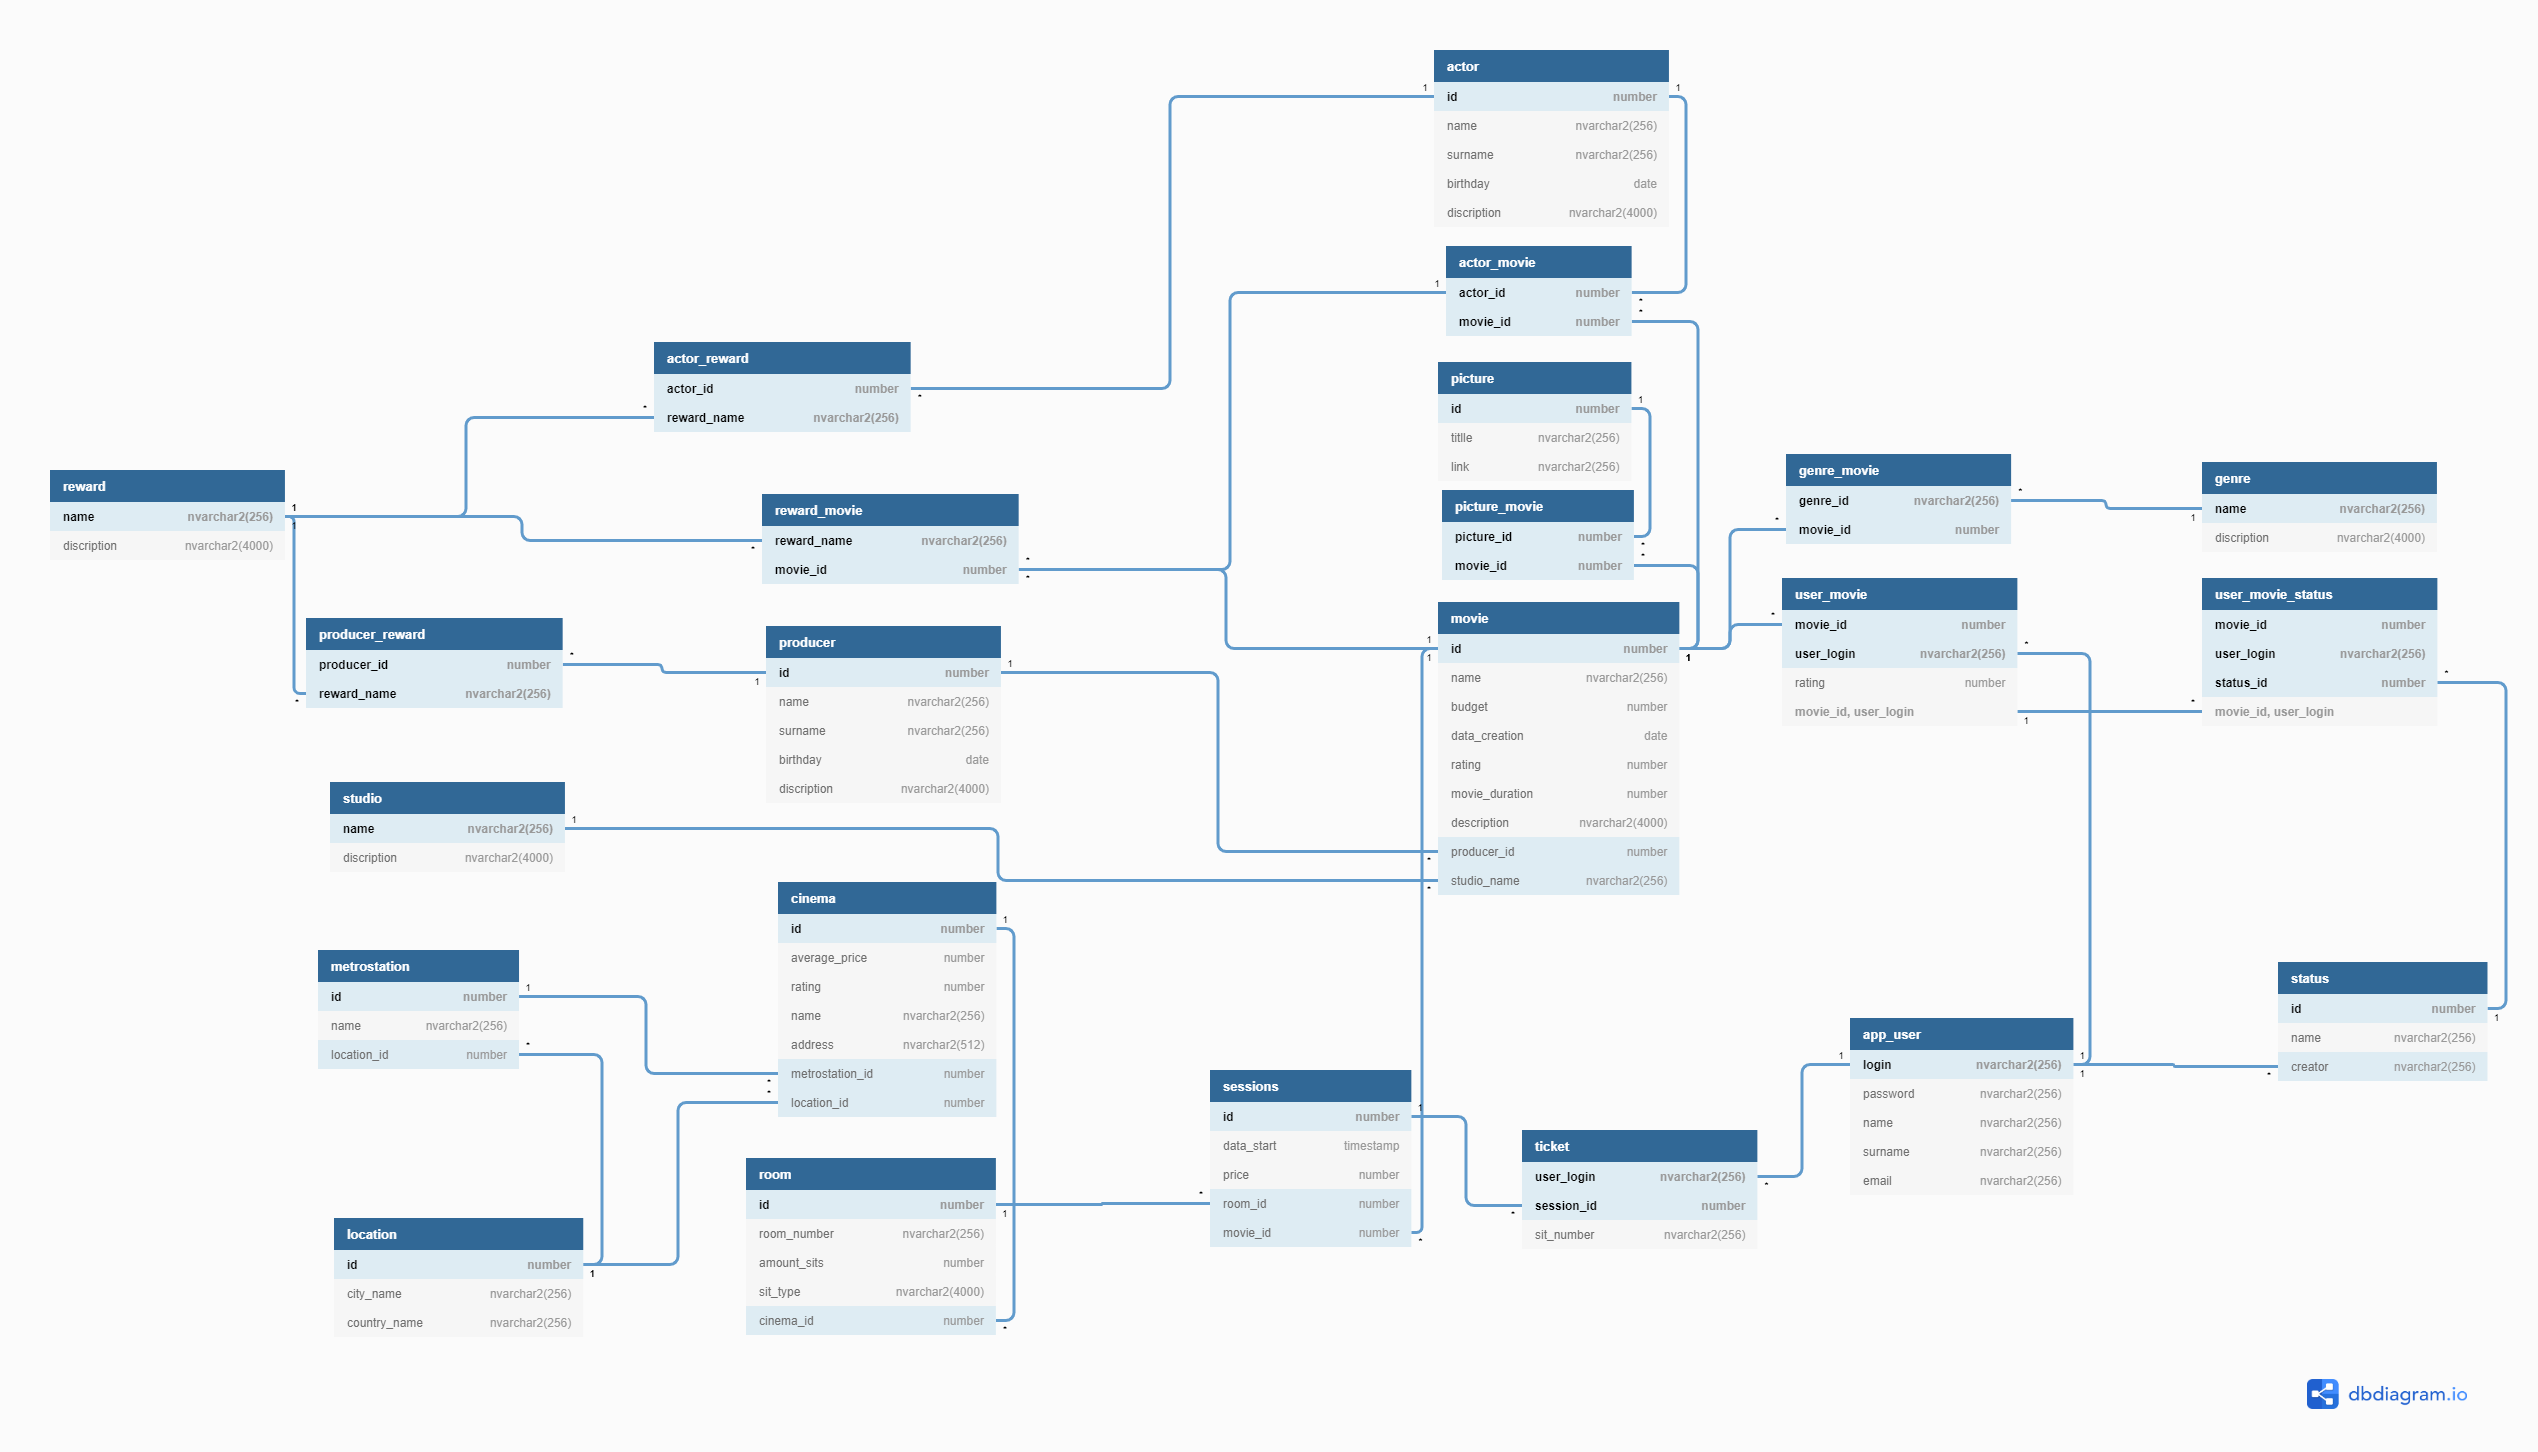 actor
id number
name nvarchar2(256)
surname nvarchar2(256)
birthday date
discription nvarchar2(4000)
actor_movie
actor_id number
movie_id number
actor_reward
actor_id number
reward_name nvarchar2(256)
picture
id number
titlle nvarchar2(256)
link nvarchar2(256)
reward
name nvarchar2(256)
discription nvarchar2(4000)
reward_movie
reward_name nvarchar2(256)
movie_id number
picture_movie
picture_id number
movie_id number
genre_movie
genre_id nvarchar2(256)
movie_id number
genre
name nvarchar2(256)
discription nvarchar2(4000)
producer_reward
producer_id number
reward_name nvarchar2(256)
producer
id number
name nvarchar2(256)
surname nvarchar2(256)
birthday date
discription nvarchar2(4000)
movie
id number
name nvarchar2(256)
budget number
data_creation date
rating number
movie_duration number
description nvarchar2(4000)
producer_id number
studio_name nvarchar2(256)
user_movie
movie_id number
user_login nvarchar2(256)
rating number
movie_id, user_login
user_movie_status
movie_id number
user_login nvarchar2(256)
status_id number
movie_id, user_login
studio
name nvarchar2(256)
discription nvarchar2(4000)
cinema
id number
average_price number
rating number
name nvarchar2(256)
address nvarchar2(512)
metrostation_id number
location_id number
metrostation
id number
name nvarchar2(256)
location_id number
status
id number
name nvarchar2(256)
creator nvarchar2(256)
app_user
login nvarchar2(256)
password nvarchar2(256)
name nvarchar2(256)
surname nvarchar2(256)
email nvarchar2(256)
sessions
id number
data_start timestamp
price number
room_id number
movie_id number
ticket
user_login nvarchar2(256)
session_id number
sit_number nvarchar2(256)
room
id number
room_number nvarchar2(256)
amount_sits number
sit_type nvarchar2(4000)
cinema_id number
location
id number
city_name nvarchar2(256)
country_name nvarchar2(256)
dbdiagram.io